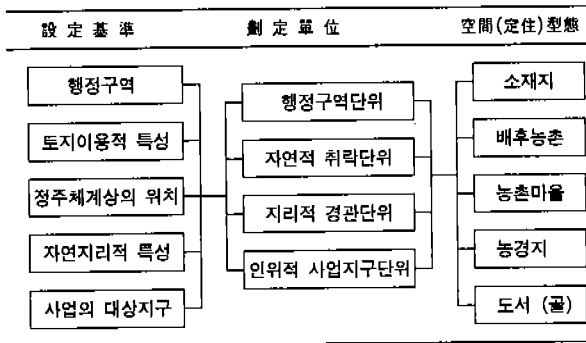 設定基準 劃定單位 空間(定住)型態
행정구역
토지이용적 특성
정주체계상의 위치
자연지리적 특성
사업의 대상지구
행정구역단위
자연적 취락단위
지리적 경관단위
인위적 사업지구단위
소재지
배후농촌
농촌마을
농경지
도서 (골)